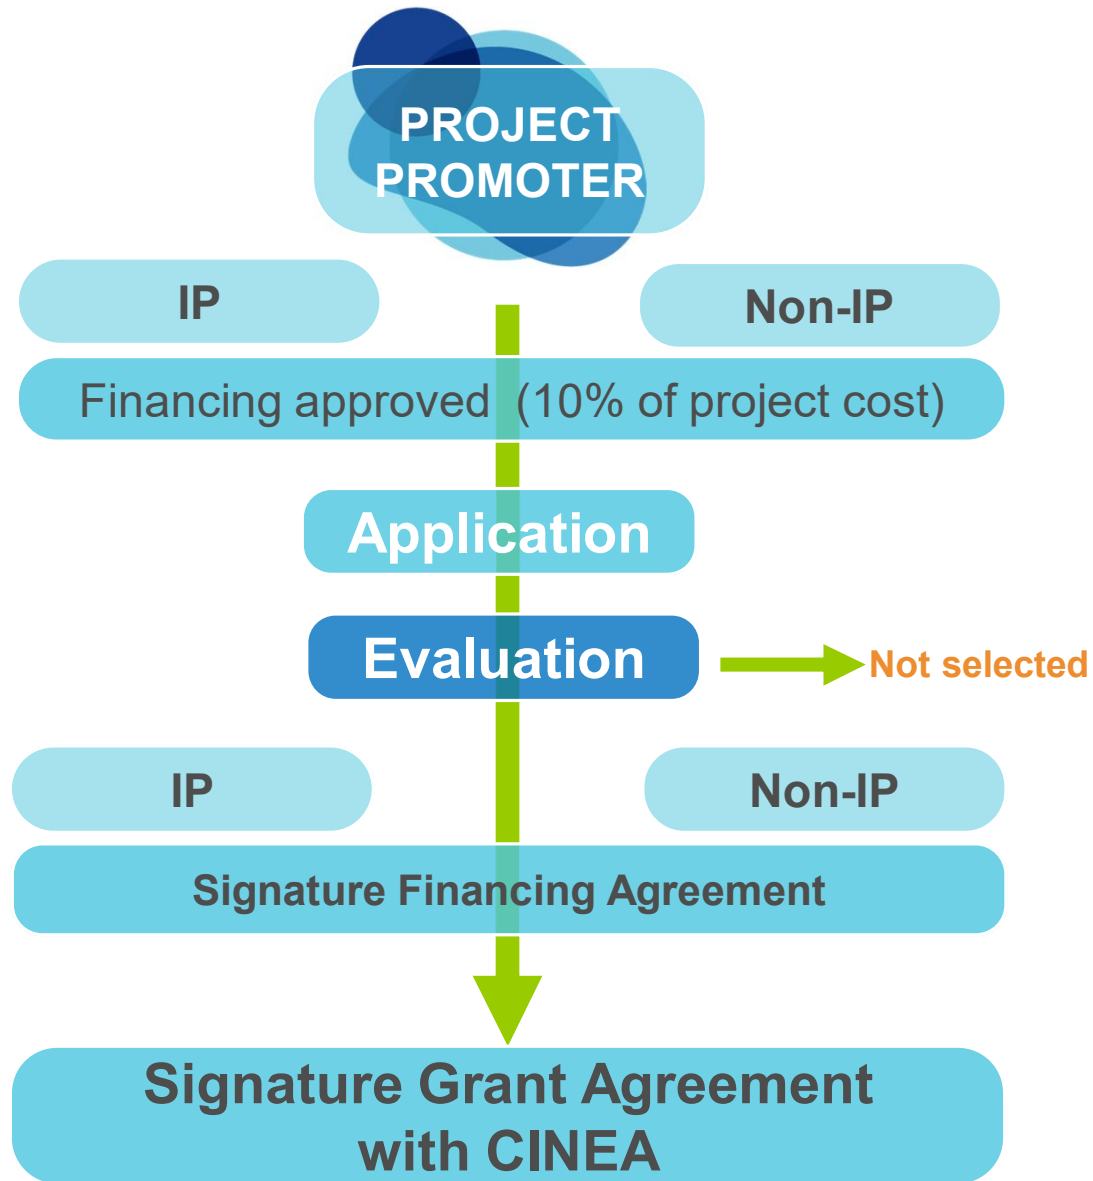 PROJECT
PROMOTER
IP
Non-IP
Financing approved (10% of project cost)
Application
Evaluation
Not selected
IP
Non-IP
Signature Financing Agreement
Signature Grant Agreement
with CINEA